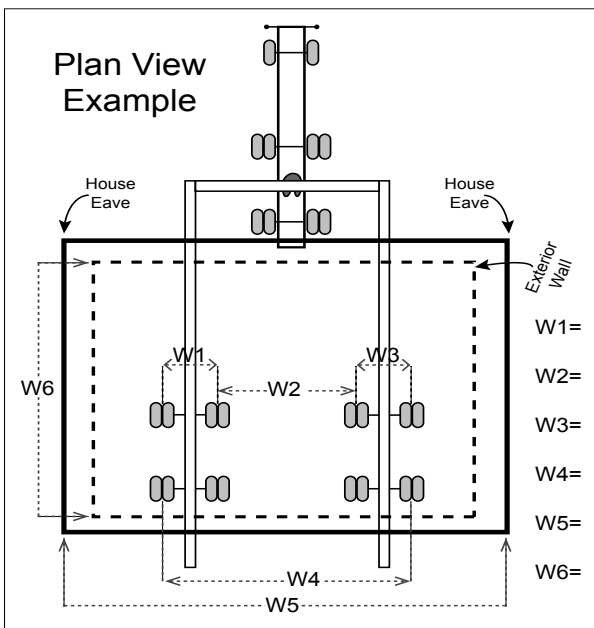 Plan View
Example
House
Eave
House
Eave
Exterior
Wall
W1
W3
W2
W6
W4
W5
W1=
W2=
W3=
W4=
W5=
W6=